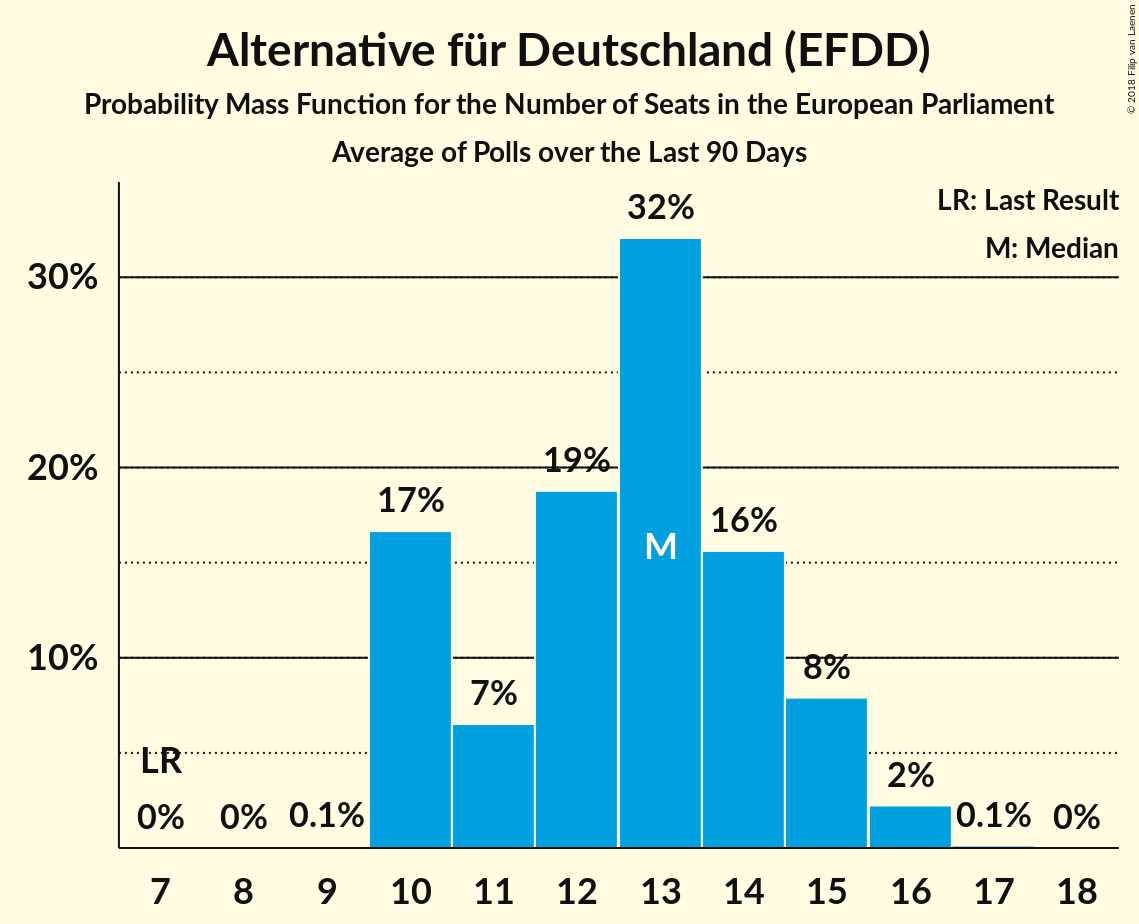 Alternative für Deutschland (EFDD)
Probability Mass Function for the Number of Seats in the European Parliament
Average of Polls over the Last 90 Days
© 2018 Filip van Laenen
LR: Last Result
M: Median
32%
30%
20%
19%
17%
16%
M
10%
8%
7%
LR
2%
0% 0% 0.1% 0.1% 0%
7 8 9 10 11 12 13 14 15 16 17 18